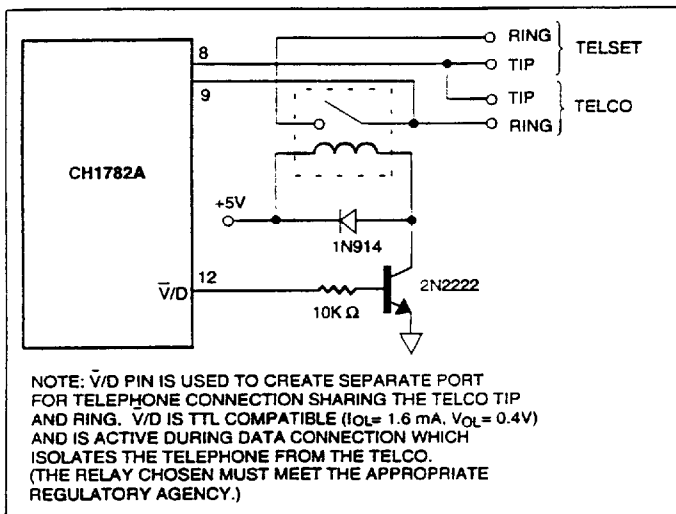 8
RING
TELSET
TIP
9
TIP
TELCO
RING
CH1782A
+5V
1N914
12
V̅/D
10K Ω
2N2222
NOTE: V̅/D PIN IS USED TO CREATE SEPARATE PORT
FOR TELEPHONE CONNECTION SHARING THE TELCO TIP
AND RING. V̅/D IS TTL COMPATIBLE (IOL= 1.6 mA, VOL= 0.4V)
AND IS ACTIVE DURING DATA CONNECTION WHICH
ISOLATES THE TELEPHONE FROM THE TELCO.
(THE RELAY CHOSEN MUST MEET THE APPROPRIATE
REGULATORY AGENCY.)